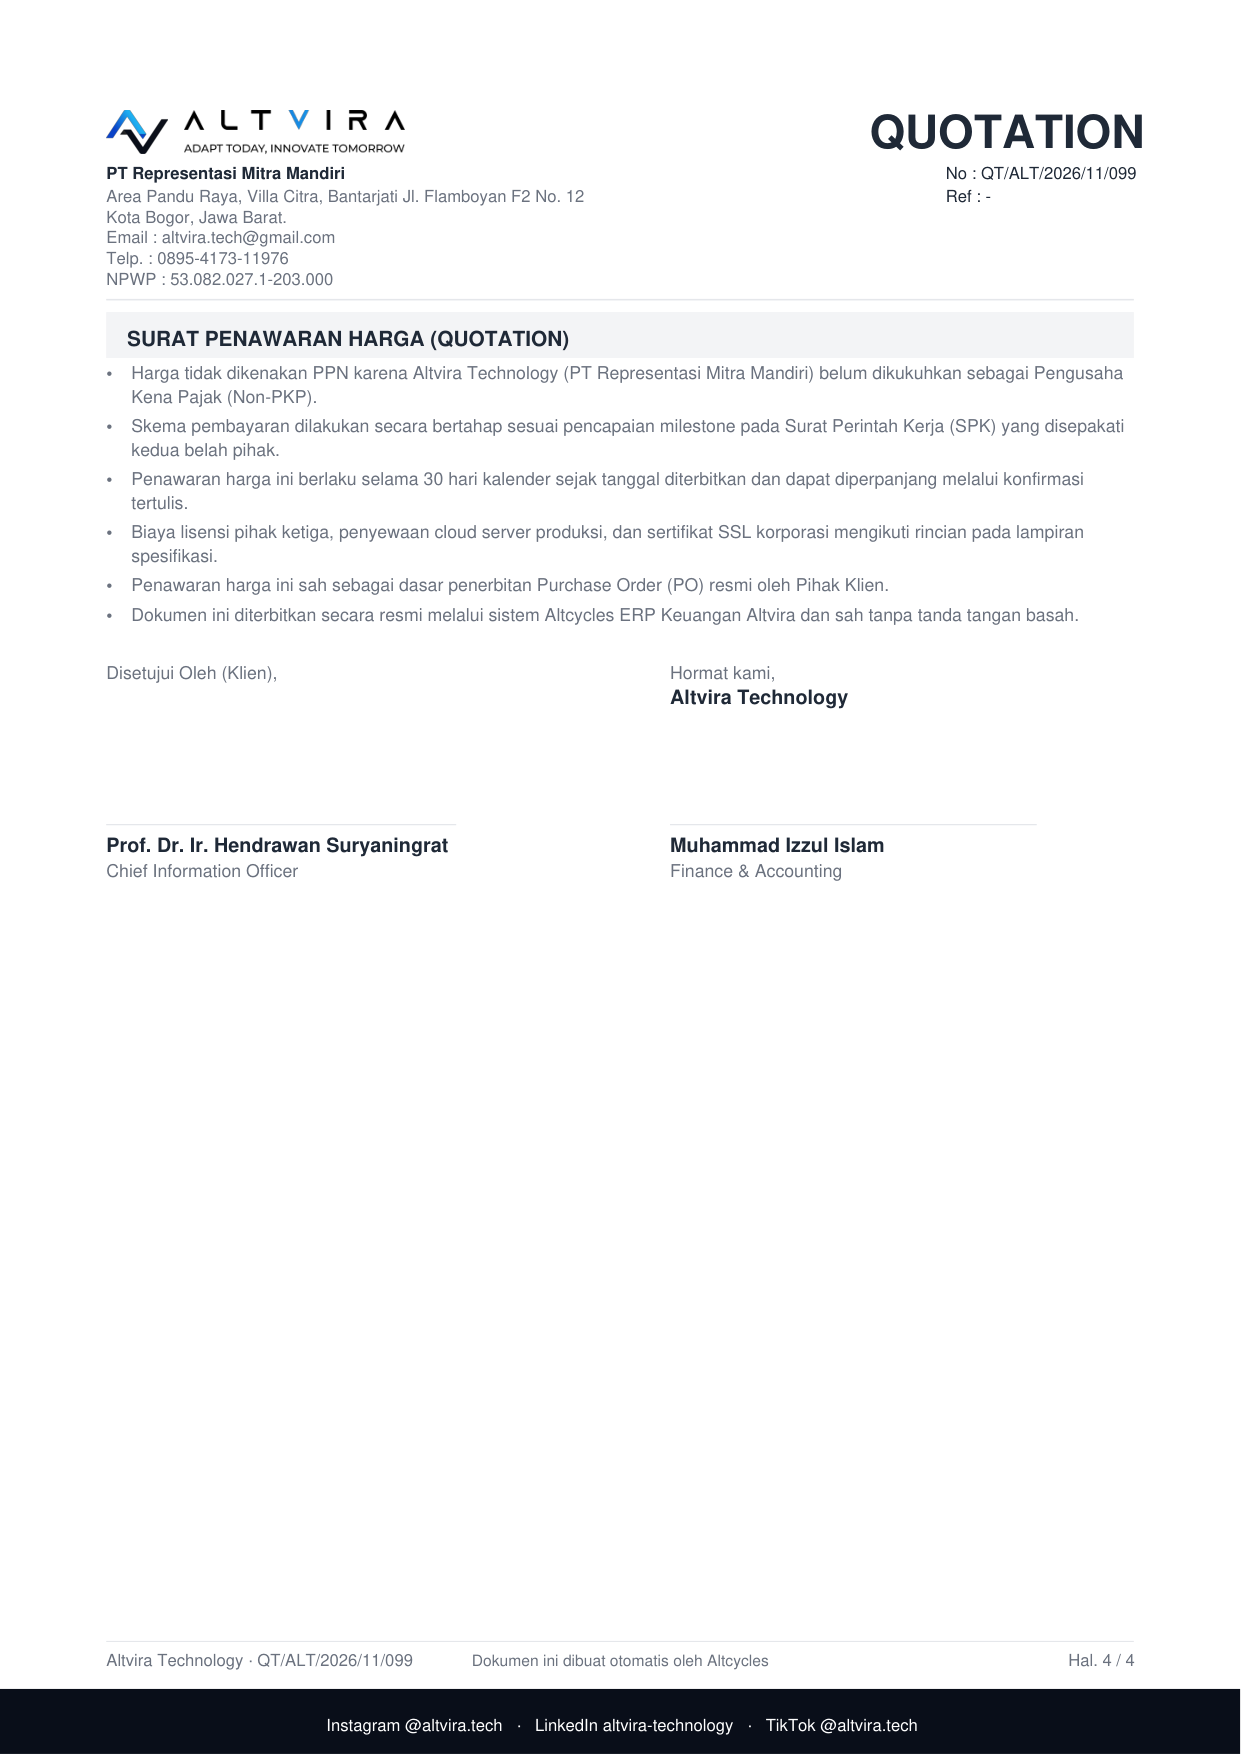 ALTVIRA
ADAPT TODAY, INNOVATE TOMORROW
QUOTATION
PT Representasi Mitra Mandiri
Area Pandu Raya, Villa Citra, Bantarjati Jl. Flamboyan F2 No. 12
Kota Bogor, Jawa Barat.
Email : altvira.tech@gmail.com
Telp. : 0895-4173-11976
NPWP : 53.082.027.1-203.000
No : QT/ALT/2026/11/099
Ref : -
SURAT PENAWARAN HARGA (QUOTATION)
• Harga tidak dikenakan PPN karena Altvira Technology (PT Representasi Mitra Mandiri) belum dikukuhkan sebagai Pengusaha
Kena Pajak (Non-PKP).
• Skema pembayaran dilakukan secara bertahap sesuai pencapaian milestone pada Surat Perintah Kerja (SPK) yang disepakati
kedua belah pihak.
• Penawaran harga ini berlaku selama 30 hari kalender sejak tanggal diterbitkan dan dapat diperpanjang melalui konfirmasi
tertulis.
• Biaya lisensi pihak ketiga, penyewaan cloud server produksi, dan sertifikat SSL korporasi mengikuti rincian pada lampiran
spesifikasi.
• Penawaran harga ini sah sebagai dasar penerbitan Purchase Order (PO) resmi oleh Pihak Klien.
• Dokumen ini diterbitkan secara resmi melalui sistem Altcycles ERP Keuangan Altvira dan sah tanpa tanda tangan basah.
Disetujui Oleh (Klien),
Hormat kami,
Altvira Technology
Prof. Dr. Ir. Hendrawan Suryaningrat
Chief Information Officer
Muhammad Izzul Islam
Finance & Accounting
Altvira Technology · QT/ALT/2026/11/099
Dokumen ini dibuat otomatis oleh Altcycles
Hal. 4 / 4
Instagram @altvira.tech · LinkedIn altvira-technology · TikTok @altvira.tech